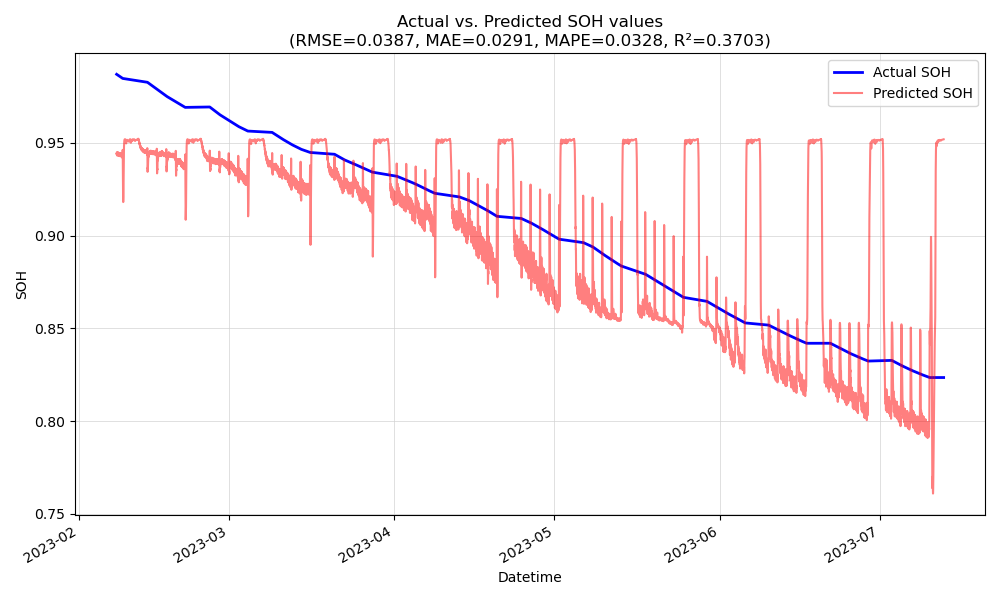 Actual vs. Predicted SOH values
(RMSE=0.0387, MAE=0.0291, MAPE=0.0328, R²=0.3703)
Actual SOH
Predicted SOH
SOH
0.95
0.90
0.85
0.80
0.75
2023-02
2023-03
2023-04
2023-05
2023-06
2023-07
Datetime